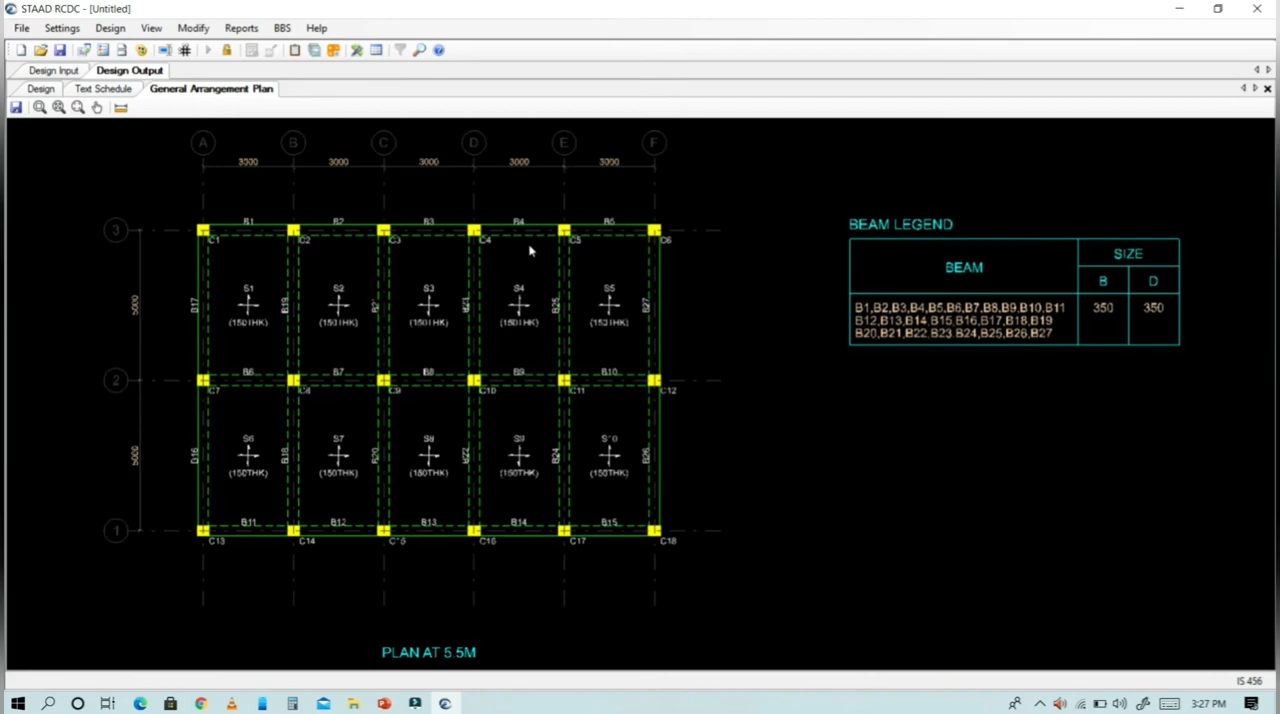 STAAD RCDC - [Untitled]
File Settings Design View Modify Reports BBS Help
Design Input Design Output
Design Text Schedule General Arrangement Plan
A B C D E F
3000 3000 3000 3000 3000
B1 B2 B3 B4
3
C1 C2 C3 C4 C5 C6
S1 S2 S3 S4 S5
5000
B17 B19 B23 B25 B27
B6 B7 B8 B9 B10
2
C7 C8 C9 C10 C11 C12
S6 S7 S8 S9 S10
5000
B18 B20 B22 B24 B26
(150THK) (150THK) (150THK) (150THK) (150THK)
B11 B12 B13 B14 B15
1
C13 C14 C15 C16 C17 C18
PLAN AT 5.5M
BEAM LEGEND
BEAM SIZE
B D
B1,B2,B3,B4,B5,B6,B7,B8,B9,B10,B11 350 350
B12,B13,B14 B15,B16,B17,B18,B19
B20,B21,B22,B23 B24,B25,B26,B27
IS 456
3:27 PM